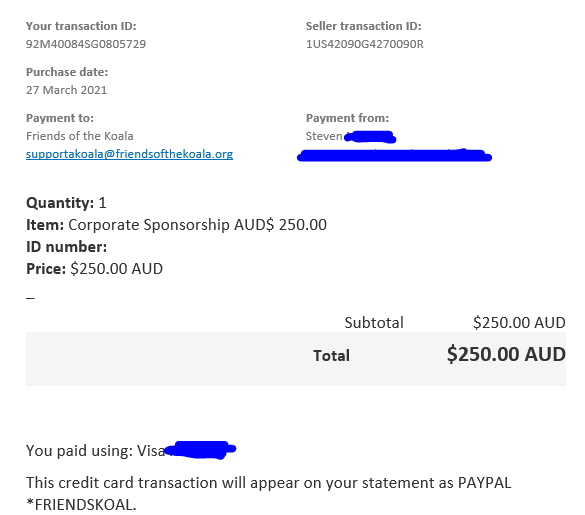 Your transaction ID:
92M40084SG0805729
Seller transaction ID:
1US42090G4270090R
Purchase date:
27 March 2021
Payment to:
Friends of the Koala
supportakoala@friendsofthekoala.org
Payment from:
Steven
Quantity: 1
Item: Corporate Sponsorship AUD$ 250.00
ID number:
Price: $250.00 AUD
_
Subtotal $250.00 AUD
Total $250.00 AUD
You paid using: Visa
This credit card transaction will appear on your statement as PAYPAL
*FRIENDSKOAL.